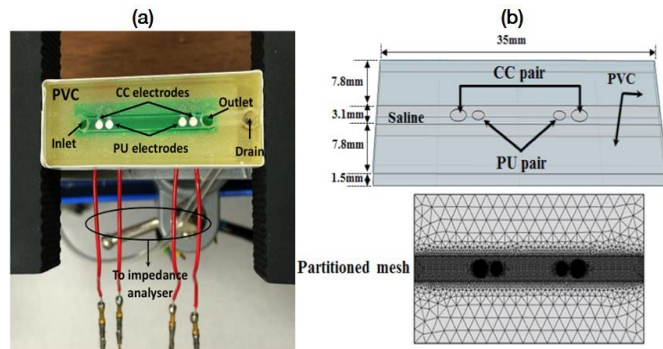 (a)
PVC
CC electrodes
Outlet
Inlet
PU electrodes
Drain
To impedance
analyser
(b)
35mm
7.8mm
CC pair
PVC
3.1mm
Saline
7.8mm
PU pair
1.5mm
Partitioned mesh